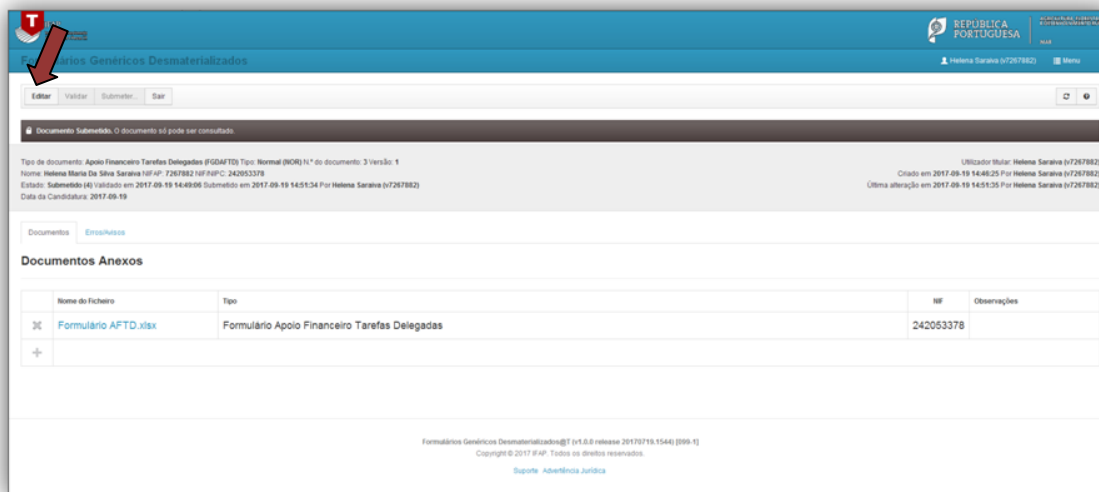 T
REPÚBLICA
PORTUGUESA
MAR
Formulários Genéricos Desmaterializados
Helena Saraiva (v7267882) Menu
Editar Validar Submeter... Sair
Documento Submetido. O documento só pode ser consultado.
Tipo de documento: Apoio Financeiro Tarefas Delegadas (FGDAFTD) Tipo: Normal (NOR) N.º do documento: 3 Versão: 1
Utilizador titular: Helena Saraiva (v7267882)
Nome: Helena Maria Da Silva Saraiva NIFAP: 7267882 NIF/NIPC: 242053378
Criado em 2017-09-19 14:46:25 Por Helena Saraiva (v7267882)
Estado: Submetido (4) Validado em 2017-09-19 14:49:06 Submetido em 2017-09-19 14:51:34 Por Helena Saraiva (v7267882)
Última alteração em 2017-09-19 14:51:35 Por Helena Saraiva (v7267882)
Data da Candidatura: 2017-09-19
Documentos Erros/Avisos
Documentos Anexos
Nome do Ficheiro Tipo NIF Observações
Formulário AFTD.xlsx Formulário Apoio Financeiro Tarefas Delegadas 242053378
Formulários Genéricos Desmaterializados@T (v1.0.0 release 20170719.1544) [099-1]
Copyright © 2017 IFAP. Todos os direitos reservados.
Suporte Advertência Jurídica